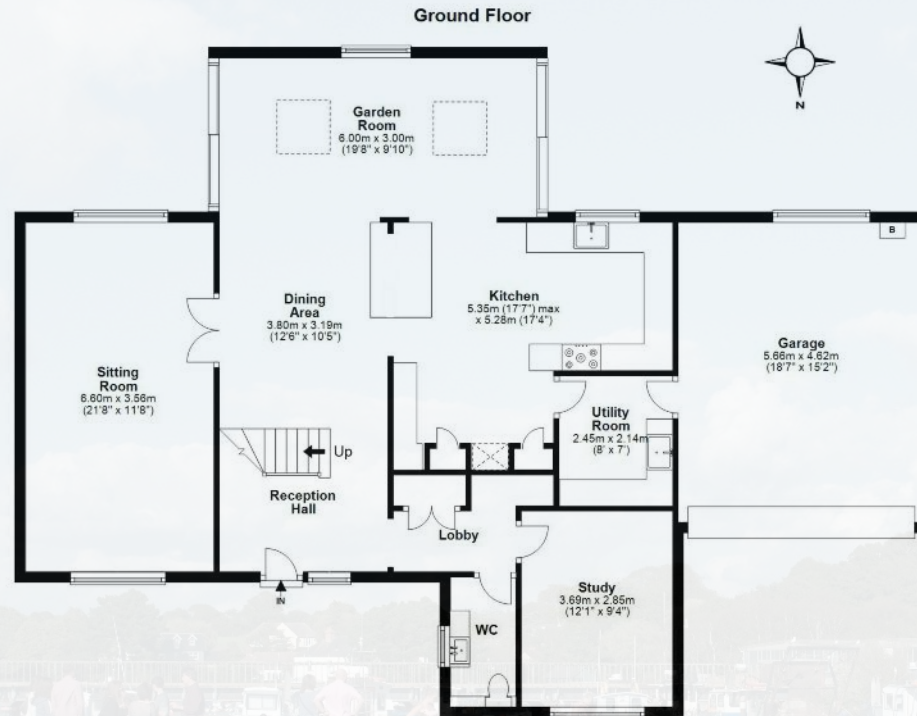 Ground Floor
N
Garden
Room
6.00m x 3.00m
(19'8" x 9'10")
B
Dining
Area
3.80m x 3.19m
(12'6" x 10'5")
Kitchen
5.35m (17'7") max
x 5.28m (17'4")
Garage
5.66m x 4.62m
(18'7" x 15'2")
Sitting
Room
6.60m x 3.56m
(21'8" x 11'8")
Utility
Room
2.45m x 2.14m
(8' x 7')
Up
Reception
Hall
Lobby
IN
Study
3.69m x 2.85m
(12'1" x 9'4")
WC